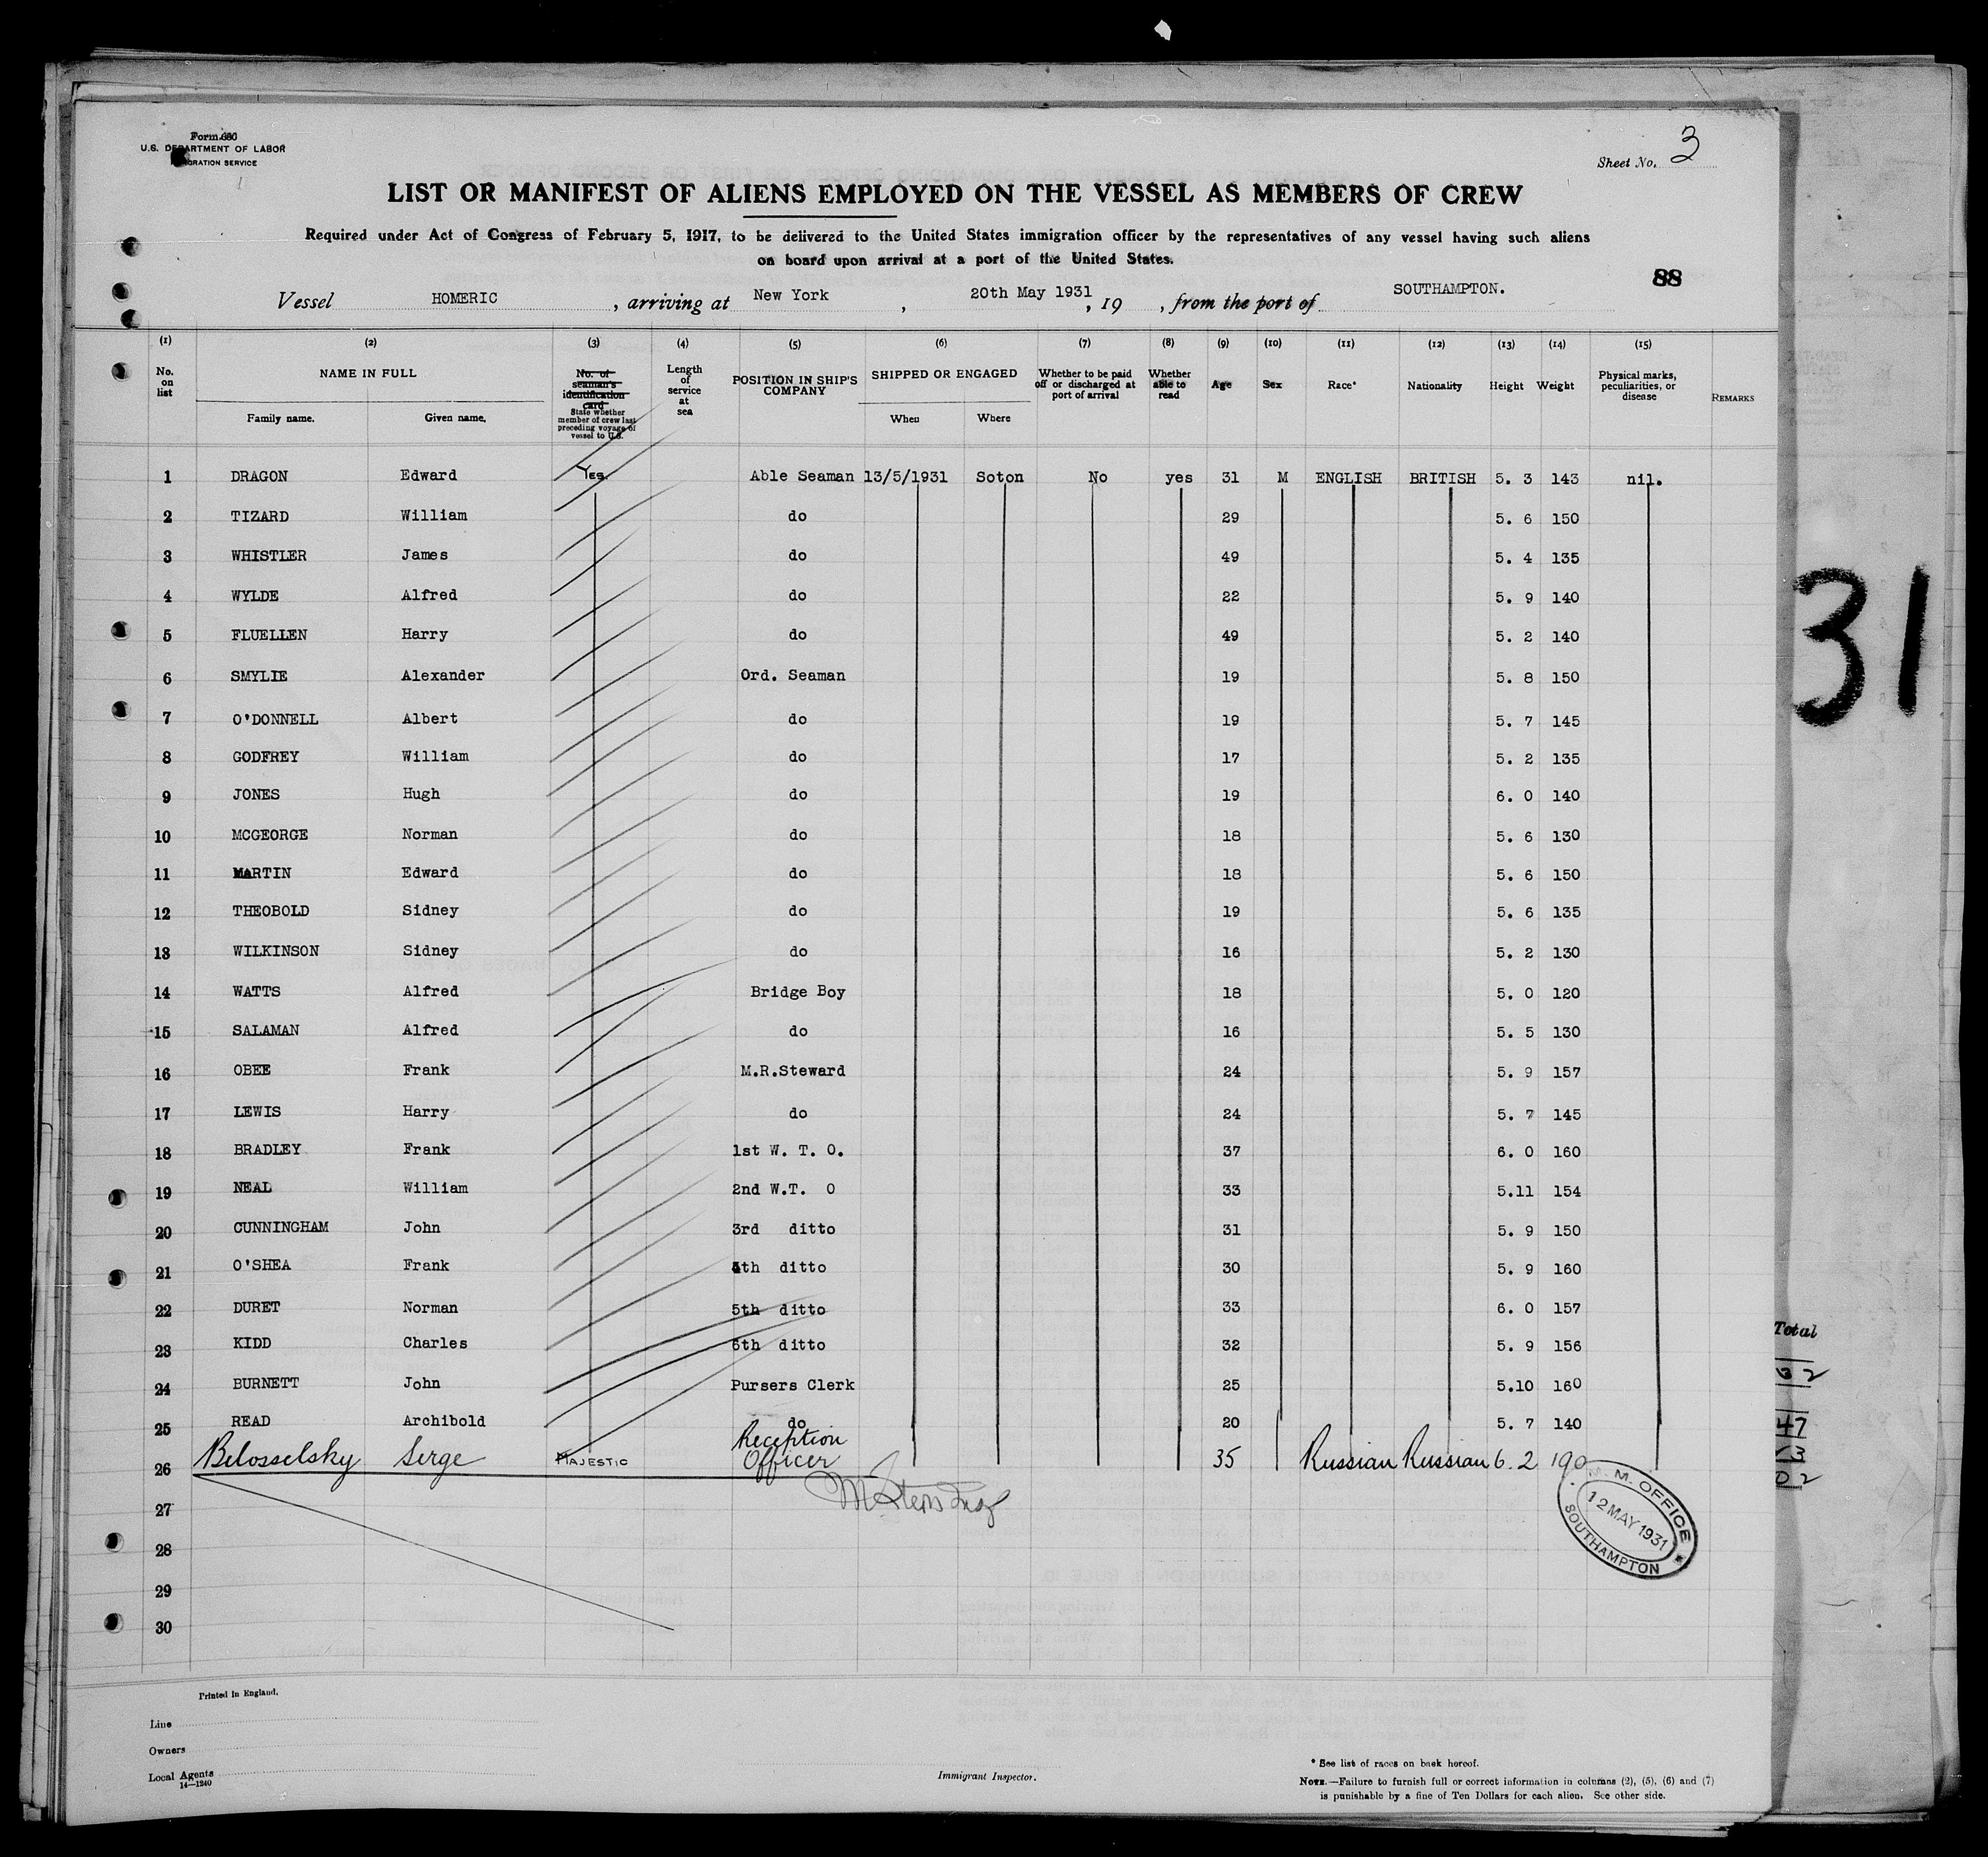 Form 680
U.S. DEPARTMENT OF LABOR
IMMIGRATION SERVICE
Sheet No. 3
LIST OR MANIFEST OF ALIENS EMPLOYED ON THE VESSEL AS MEMBERS OF CREW
Required under Act of Congress of February 5, 1917, to be delivered to the United States immigration officer by the representatives of any vessel having such aliens
on board upon arrival at a port of the United States.
88
Vessel HOMERIC, arriving at New York, 20th May 1931, 19 , from the port of SOUTHAMPTON.
(1) (2) (3) (4) (5) (6) (7) (8) (9) (10) (11) (12) (13) (14) (15)
No. on list
NAME IN FULL
Family name. Given name.
No. of seaman's identification card
State whether member of crew last preceding voyage of vessel to U.S.
Length of service at sea
POSITION IN SHIP'S COMPANY
SHIPPED OR ENGAGED
When Where
Whether to be paid off or discharged at port of arrival
Whether able to read
Age
Sex
Race*
Nationality
Height
Weight
Physical marks, peculiarities, or disease
REMARKS
1 DRAGON Edward Yes. Able Seaman 13/5/1931 Soton No yes 31 M ENGLISH BRITISH 5. 3 143 nil.
2 TIZARD William do 29 5. 6 150
3 WHISTLER James do 49 5. 4 135
4 WYLDE Alfred do 22 5. 9 140
5 FLUELLEN Harry do 49 5. 2 140
6 SMYLIE Alexander Ord. Seaman 19 5. 8 150
7 O'DONNELL Albert do 19 5. 7 145
8 GODFREY William do 17 5. 2 135
9 JONES Hugh do 19 6. 0 140
10 MCGEORGE Norman do 18 5. 6 130
11 MARTIN Edward do 18 5. 6 150
12 THEOBOLD Sidney do 19 5. 6 135
13 WILKINSON Sidney do 16 5. 2 130
14 WATTS Alfred Bridge Boy 18 5. 0 120
15 SALAMAN Alfred do 16 5. 5 130
16 OBEE Frank M.R.Steward 24 5. 9 157
17 LEWIS Harry do 24 5. 7 145
18 BRADLEY Frank 1st W. T. O. 37 6. 0 160
19 NEAL William 2nd W.T. O 33 5.11 154
20 CUNNINGHAM John 3rd ditto 31 5. 9 150
21 O'SHEA Frank 4th ditto 30 5. 9 160
22 DURET Norman 5th ditto 33 6. 0 157
23 KIDD Charles 6th ditto 32 5. 9 156
24 BURNETT John Pursers Clerk 25 5.10 160
25 READ Archibold do 20 5. 7 140
26 Belosselsky Serge MAJESTIC Reception Officer 35 Russian Russian 6. 2 190
27
28
29
30
M. M. OFFICE
12 MAY 1931
SOUTHAMPTON
31
Total
47
Printed in England.
Line
Owners
Local Agents
14—1240
Immigrant Inspector.
* See list of races on back hereof.
NOTE.—Failure to furnish full or correct information in columns (2), (5), (6) and (7)
is punishable by a fine of Ten Dollars for each alien. See other side.